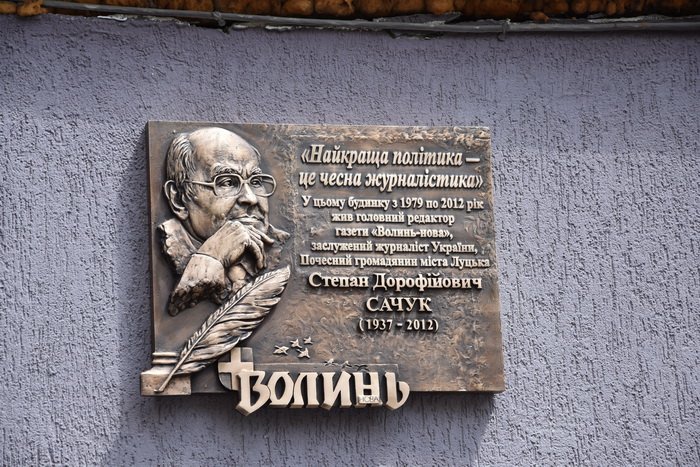 «Найкраща політика –
це чесна журналістика»
У цьому будинку з 1979 по 2012 рік
жив головний редактор
газети «Волинь-нова»,
заслужений журналіст України,
Почесний громадянин міста Луцька
Степан Дорофійович
САЧУК
(1937 - 2012)
ВОЛИНЬ
НОВА